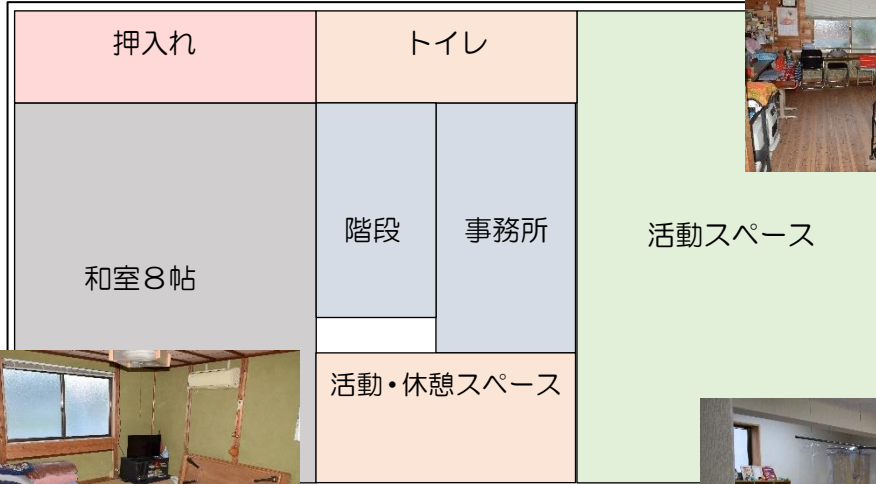 押入れ
トイレ
階段
事務所
活動スペース
和室８帖
活動・休憩スペース